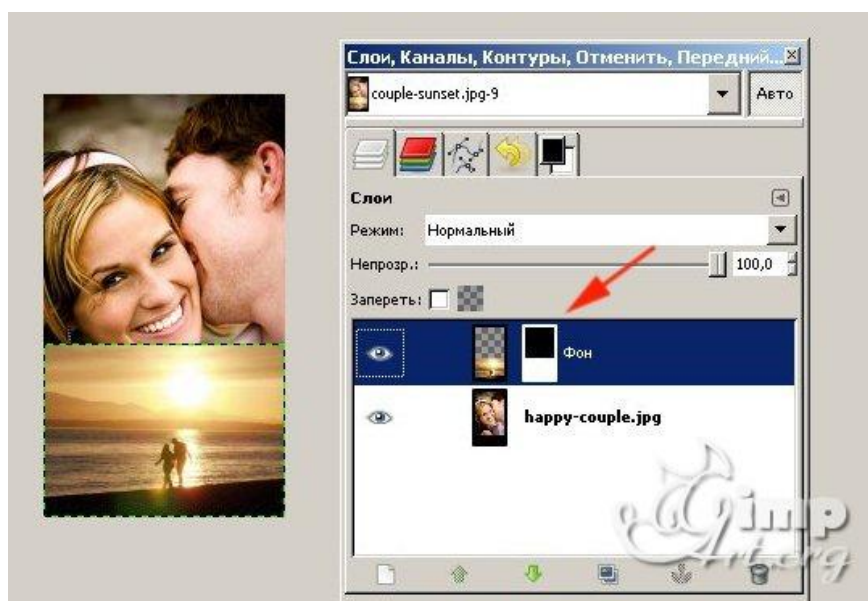 Слои, Каналы, Контуры, Отменить, Передний...
couple-sunset.jpg-9
Авто
Слои
Режим: Нормальный
Непрозр.: 100,0
Запереть:
Фон
happy-couple.jpg
Gimp
Art.org